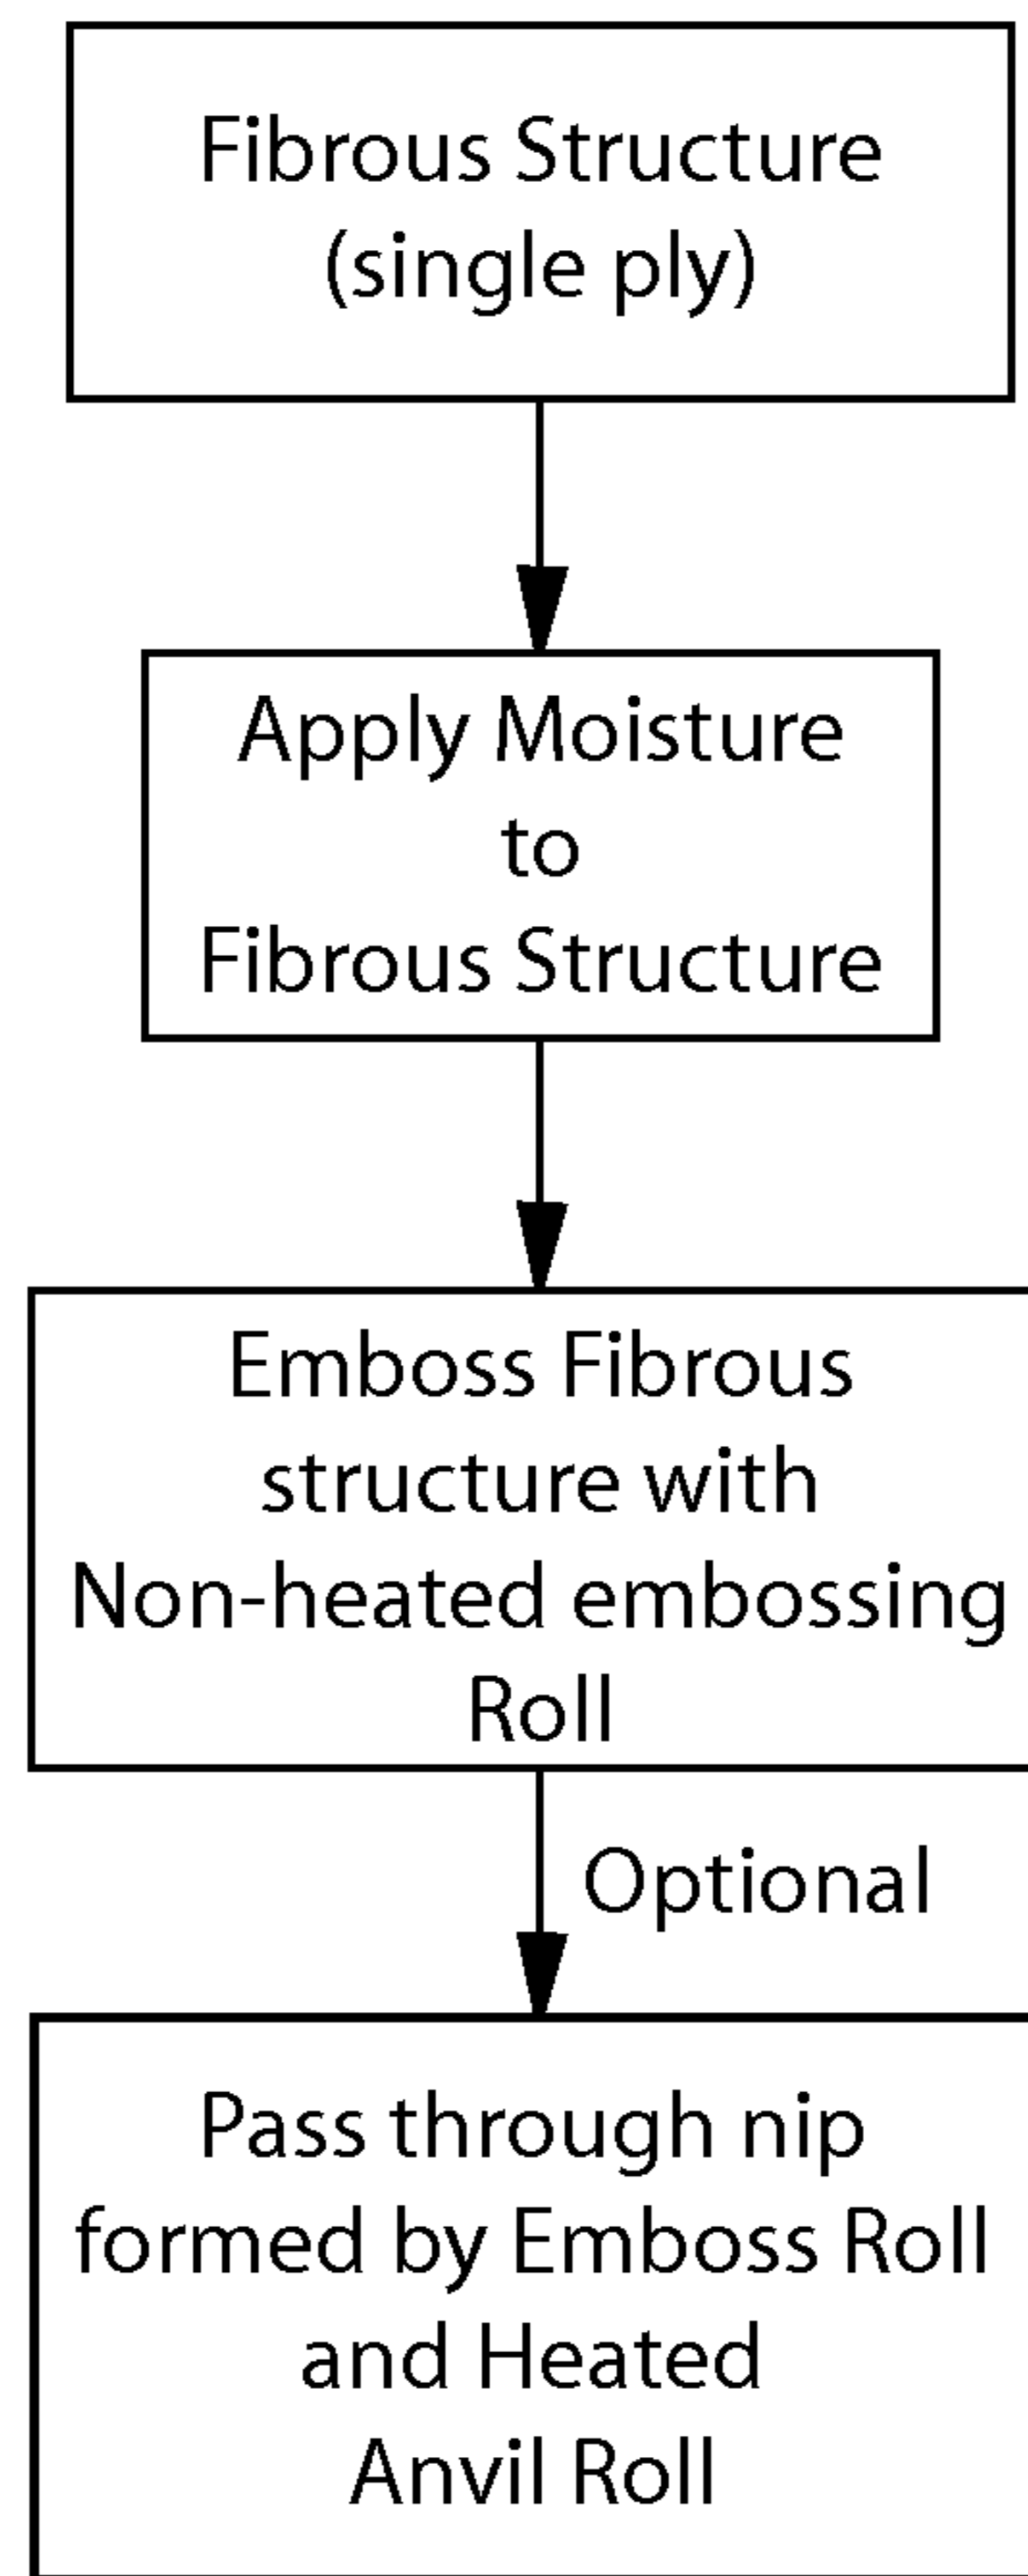 Fibrous Structure
(single ply)
Apply Moisture
to
Fibrous Structure
Emboss Fibrous
structure with
Non-heated embossing
Roll
Optional
Pass through nip
formed by Emboss Roll
and Heated
Anvil Roll